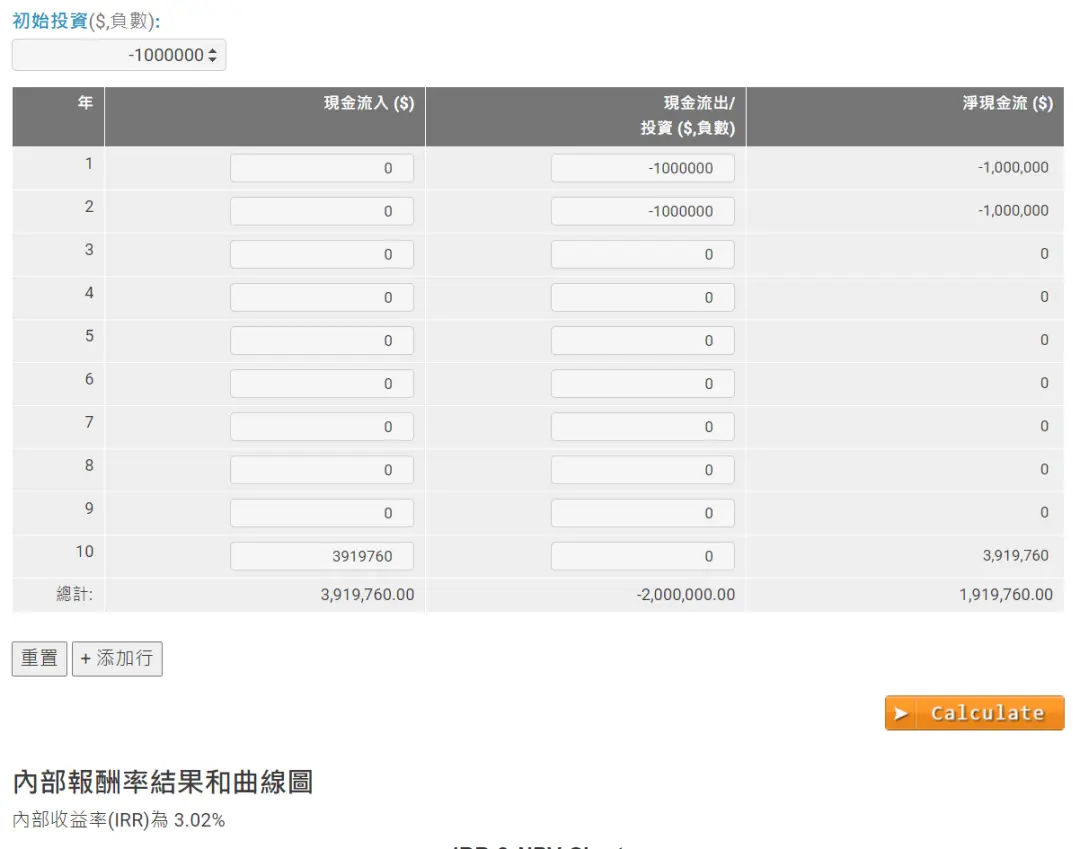 初始投資($,負數):
-1000000
年 現金流入 ($) 現金流出/ 淨現金流 ($)
投資 ($,負數)
1 0 -1000000 -1,000,000
2 0 -1000000 -1,000,000
3 0 0 0
4 0 0 0
5 0 0 0
6 0 0 0
7 0 0 0
8 0 0 0
9 0 0 0
10 3919760 0 3,919,760
總計: 3,919,760.00 -2,000,000.00 1,919,760.00
重置 + 添加行
Calculate
內部報酬率結果和曲線圖
內部收益率(IRR)為 3.02%